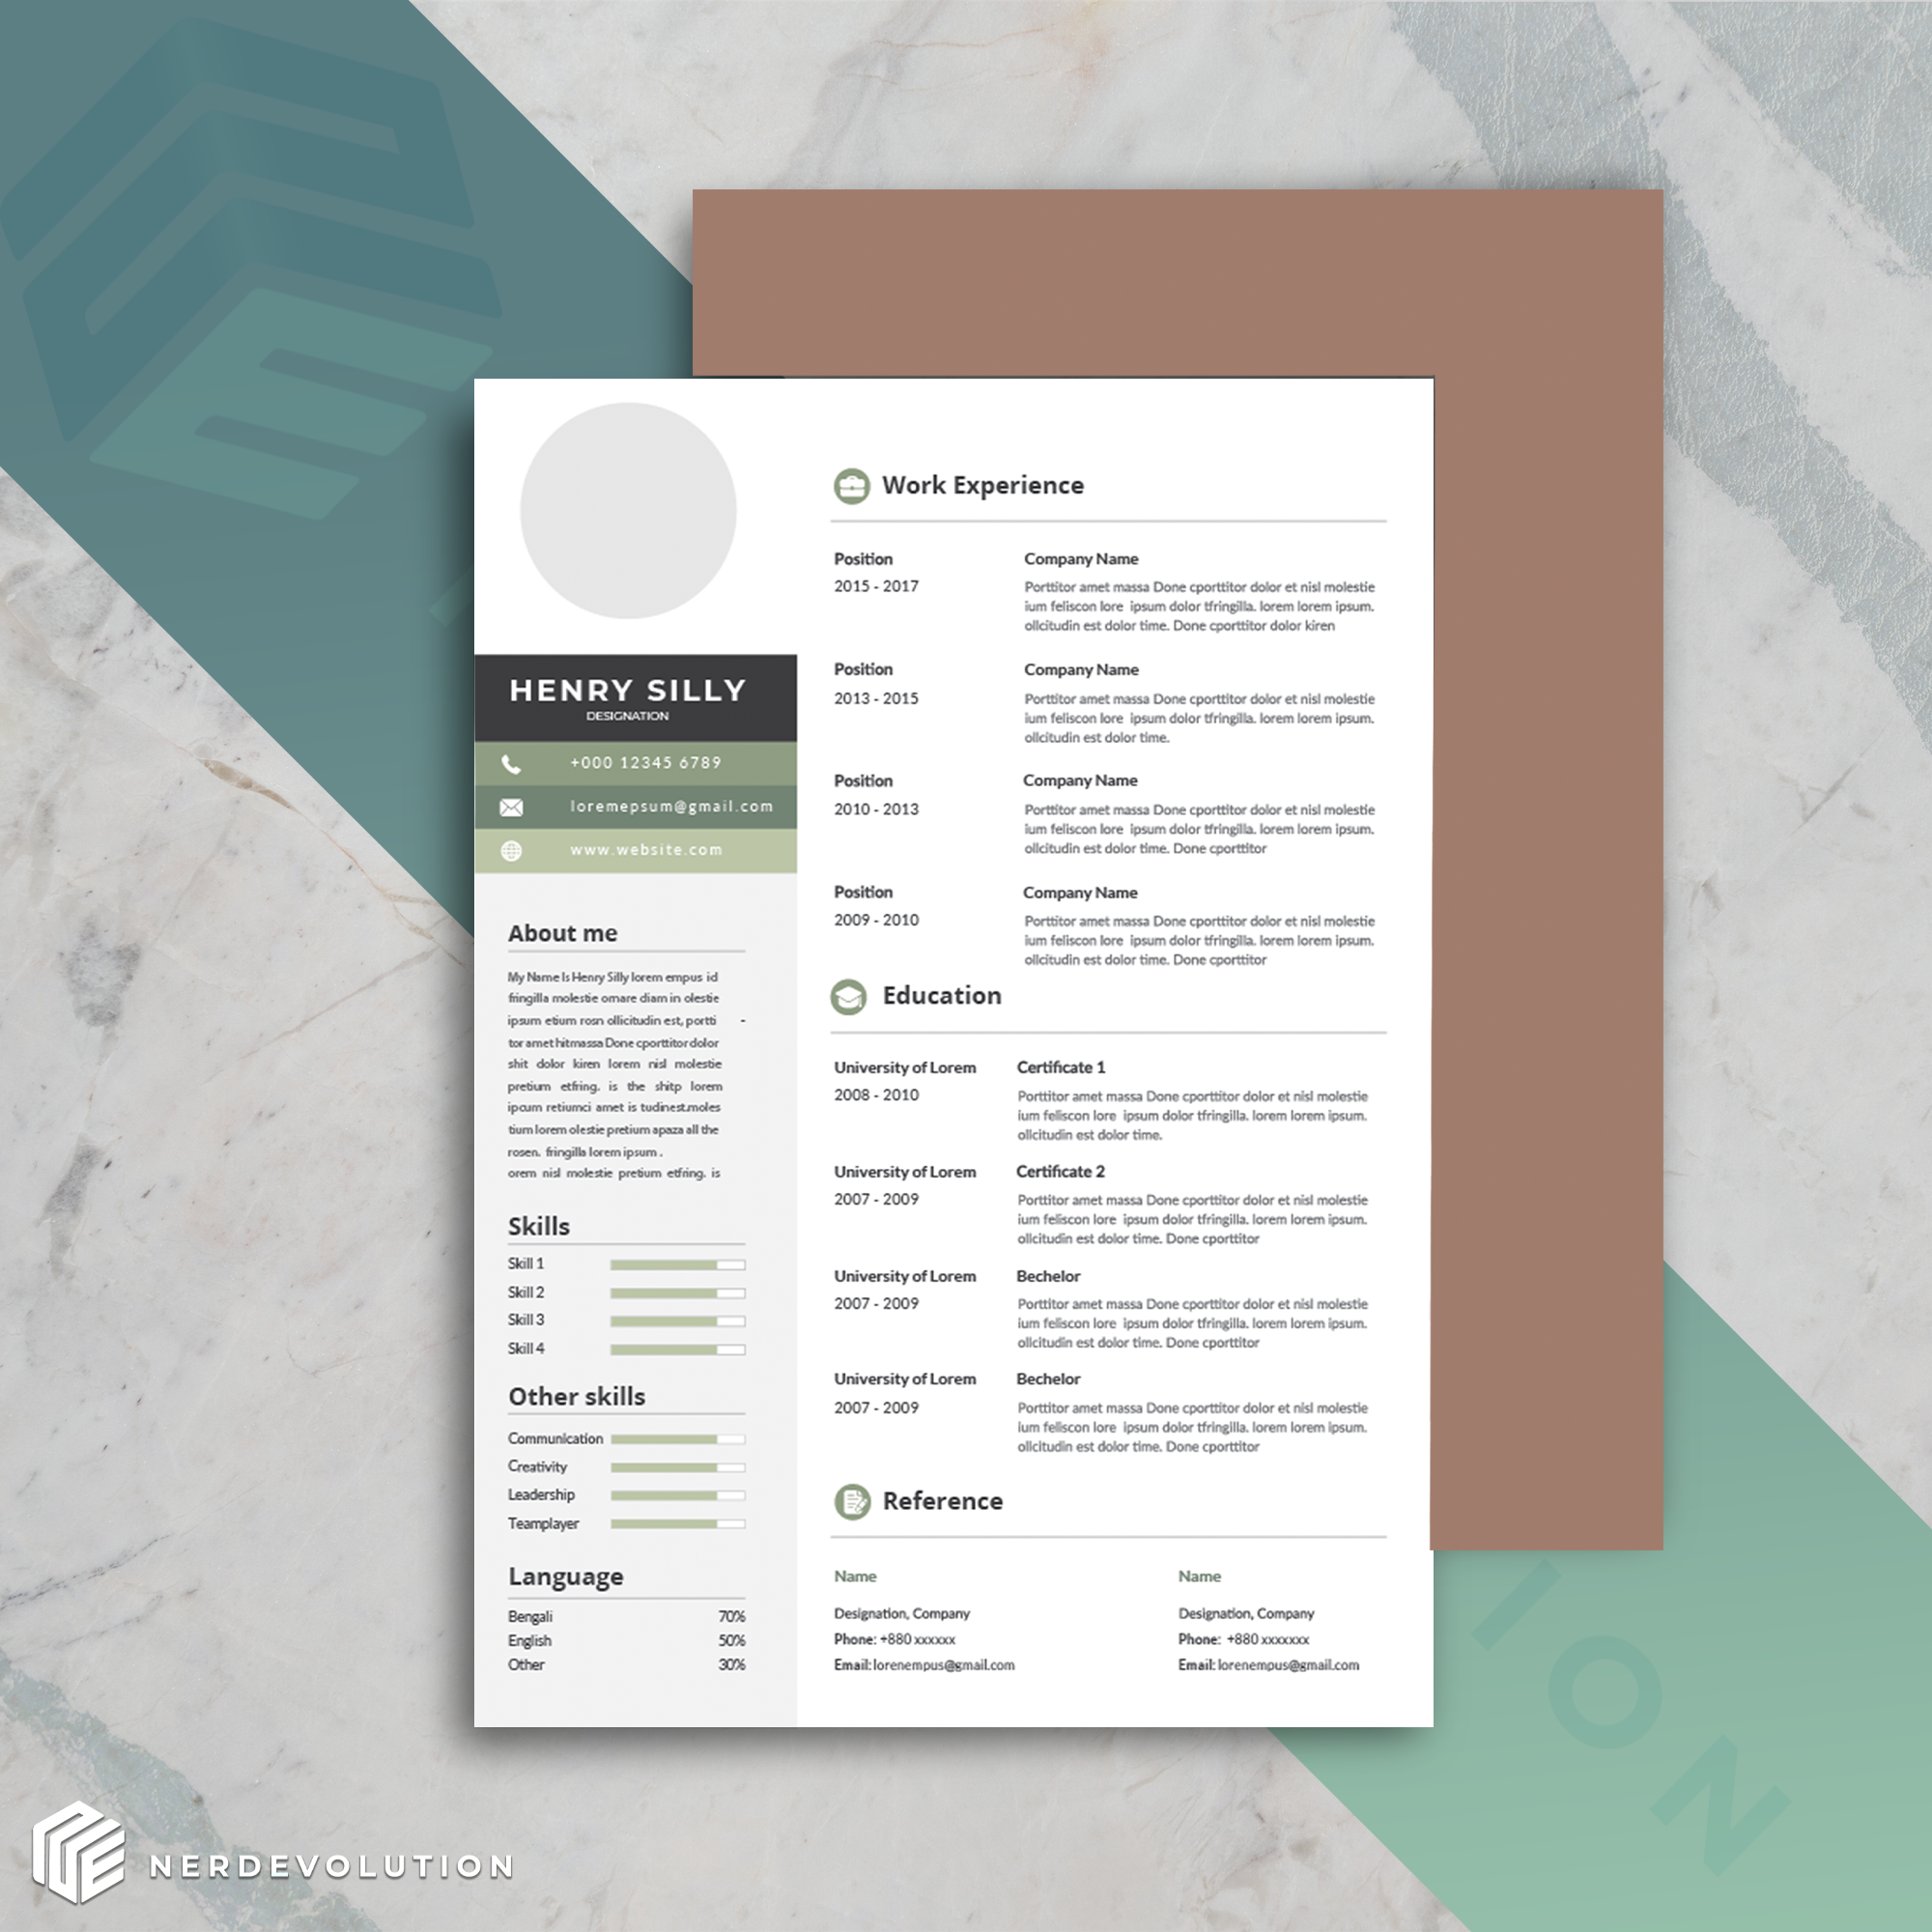 HENRY SILLY
DESIGNATION
+000 12345 6789
loremepsum@gmail.com
www.website.com
About me
My Name Is Henry Silly lorem empus id
fringilla molestie ornare diam in olestie
ipsum etium rosn ollicitudin est, portti -
tor amet hitmassa Done cporttitor dolor
shit dolor kiren lorem nisl molestie
pretium etfring. is the shitp lorem
ipcum retiumci amet is tudinest.moles
tium lorem olestie pretium apaza all the
rosen. fringilla lorem ipsum .
orem nisl molestie pretium etfring. is
Skills
Skill 1
Skill 2
Skill 3
Skill 4
Other skills
Communication
Creativity
Leadership
Teamplayer
Language
Bengali 70%
English 50%
Other 30%
Work Experience
Position Company Name
2015 - 2017 Porttitor amet massa Done cporttitor dolor et nisl molestie
ium feliscon lore ipsum dolor tfringilla. lorem lorem ipsum.
ollcitudin est dolor time. Done cporttitor dolor kiren
Position Company Name
2013 - 2015 Porttitor amet massa Done cporttitor dolor et nisl molestie
ium feliscon lore ipsum dolor tfringilla. lorem lorem ipsum.
ollcitudin est dolor time.
Position Company Name
2010 - 2013 Porttitor amet massa Done cporttitor dolor et nisl molestie
ium feliscon lore ipsum dolor tfringilla. lorem lorem ipsum.
ollcitudin est dolor time. Done cporttitor
Position Company Name
2009 - 2010 Porttitor amet massa Done cporttitor dolor et nisl molestie
ium feliscon lore ipsum dolor tfringilla. lorem lorem ipsum.
ollcitudin est dolor time. Done cporttitor
Education
University of Lorem Certificate 1
2008 - 2010 Porttitor amet massa Done cporttitor dolor et nisl molestie
ium feliscon lore ipsum dolor tfringilla. lorem lorem ipsum.
ollcitudin est dolor time.
University of Lorem Certificate 2
2007 - 2009 Porttitor amet massa Done cporttitor dolor et nisl molestie
ium feliscon lore ipsum dolor tfringilla. lorem lorem ipsum.
ollcitudin est dolor time. Done cporttitor
University of Lorem Bechelor
2007 - 2009 Porttitor amet massa Done cporttitor dolor et nisl molestie
ium feliscon lore ipsum dolor tfringilla. lorem lorem ipsum.
ollcitudin est dolor time. Done cporttitor
University of Lorem Bechelor
2007 - 2009 Porttitor amet massa Done cporttitor dolor et nisl molestie
ium feliscon lore ipsum dolor tfringilla. lorem lorem ipsum.
ollcitudin est dolor time. Done cporttitor
Reference
Name Name
Designation, Company Designation, Company
Phone: +880 xxxxxx Phone: +880 xxxxxxx
Email: lorenempus@gmail.com Email: lorenempus@gmail.com
ION
NERDEVOLUTION